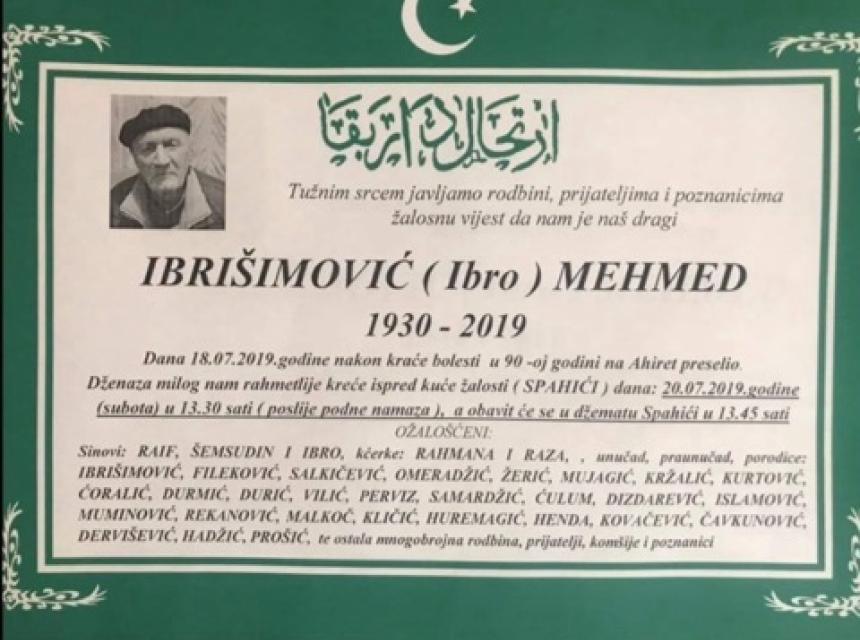 ارتحال دار بقا
Tužnim srcem javljamo rodbini, prijateljima i poznanicima
žalosnu vijest da nam je naš dragi
IBRIŠIMOVIĆ ( Ibro ) MEHMED
1930 - 2019
Dana 18.07.2019.godine nakon kraće bolesti u 90 -oj godini na Ahiret preselio.
Dženaza milog nam rahmetlije kreće ispred kuće žalosti ( SPAHIĆI ) dana: 20.07.2019.godine
(subota) u 13.30 sati ( poslije podne namaza ), a obavit će se u džematu Spahići u 13.45 sati
OŽALOŠĆENI:
Sinovi: RAIF, ŠEMSUDIN I IBRO, kćerke: RAHMANA I RAZA, , unučad, praunučad, porodice:
IBRIŠIMOVIĆ, FILEKOVIĆ, SALKIČEVIĆ, OMERADŽIĆ, ŽERIĆ, MUJAGIĆ, KRŽALIĆ, KURTOVIĆ,
ĆORALIĆ, DURMIĆ, DURIĆ, VILIĆ, PERVIZ, SAMARDŽIĆ, ĆULUM, DIZDAREVIĆ, ISLAMOVIĆ,
MUMINOVIĆ, REKANOVIĆ, MALKOČ, KLIČIĆ, HUREMAGIĆ, HENDA, KOVAČEVIĆ, ČAVKUNOVIĆ,
DERVIŠEVIĆ, HADŽIĆ, PROŠIĆ, te ostala mnogobrojna rodbina, prijatelji, komšije i poznanici